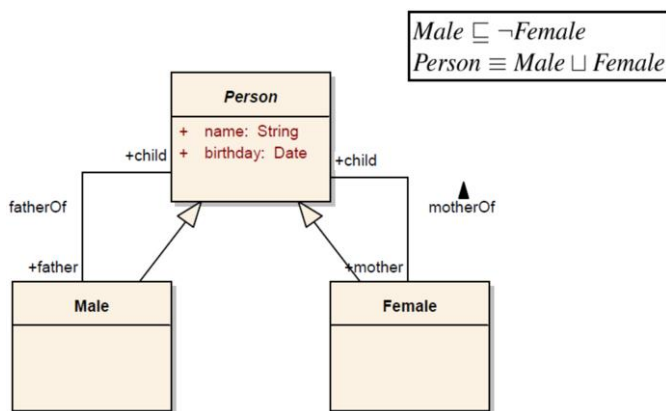 Male ⊑ ¬Female
Person ≡ Male ⊔ Female
Person
+ name: String
+ birthday: Date
+child
+child
fatherOf
motherOf
+father
+mother
Male
Female